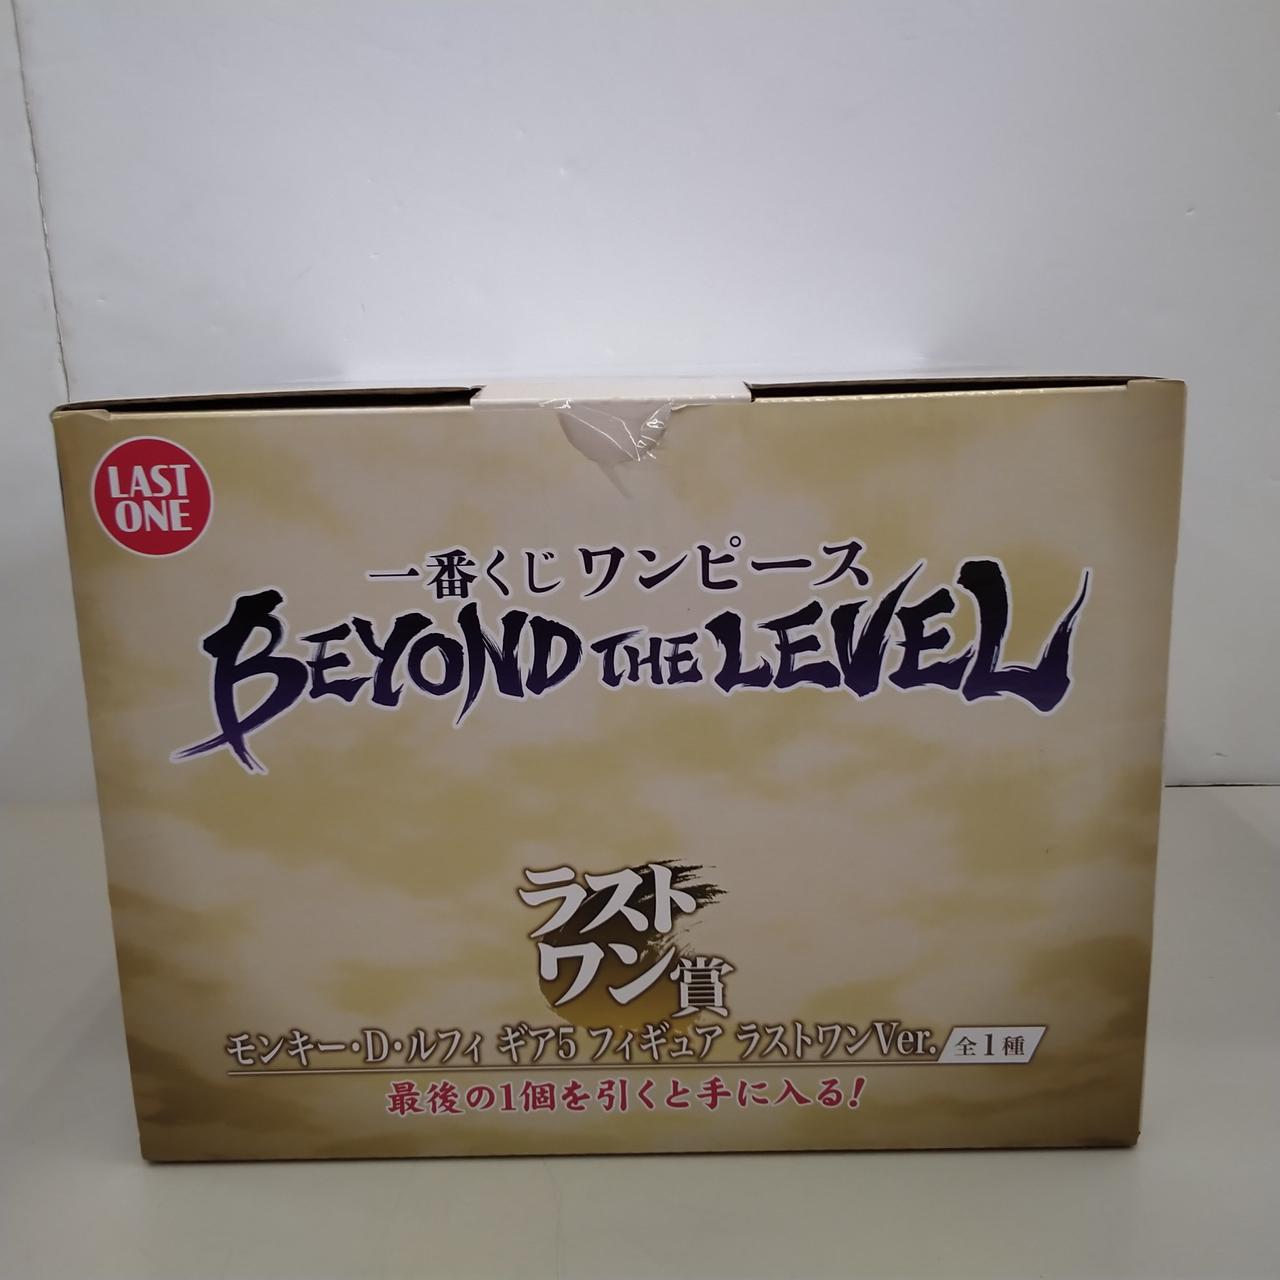 LAST
ONE
一番くじ ワンピース
BEYOND THE LEVEL
ラスト
ワン賞
モンキー・D・ルフィ ギア5 フィギュア ラストワンVer. 全1種
最後の1個を引くと手に入る!